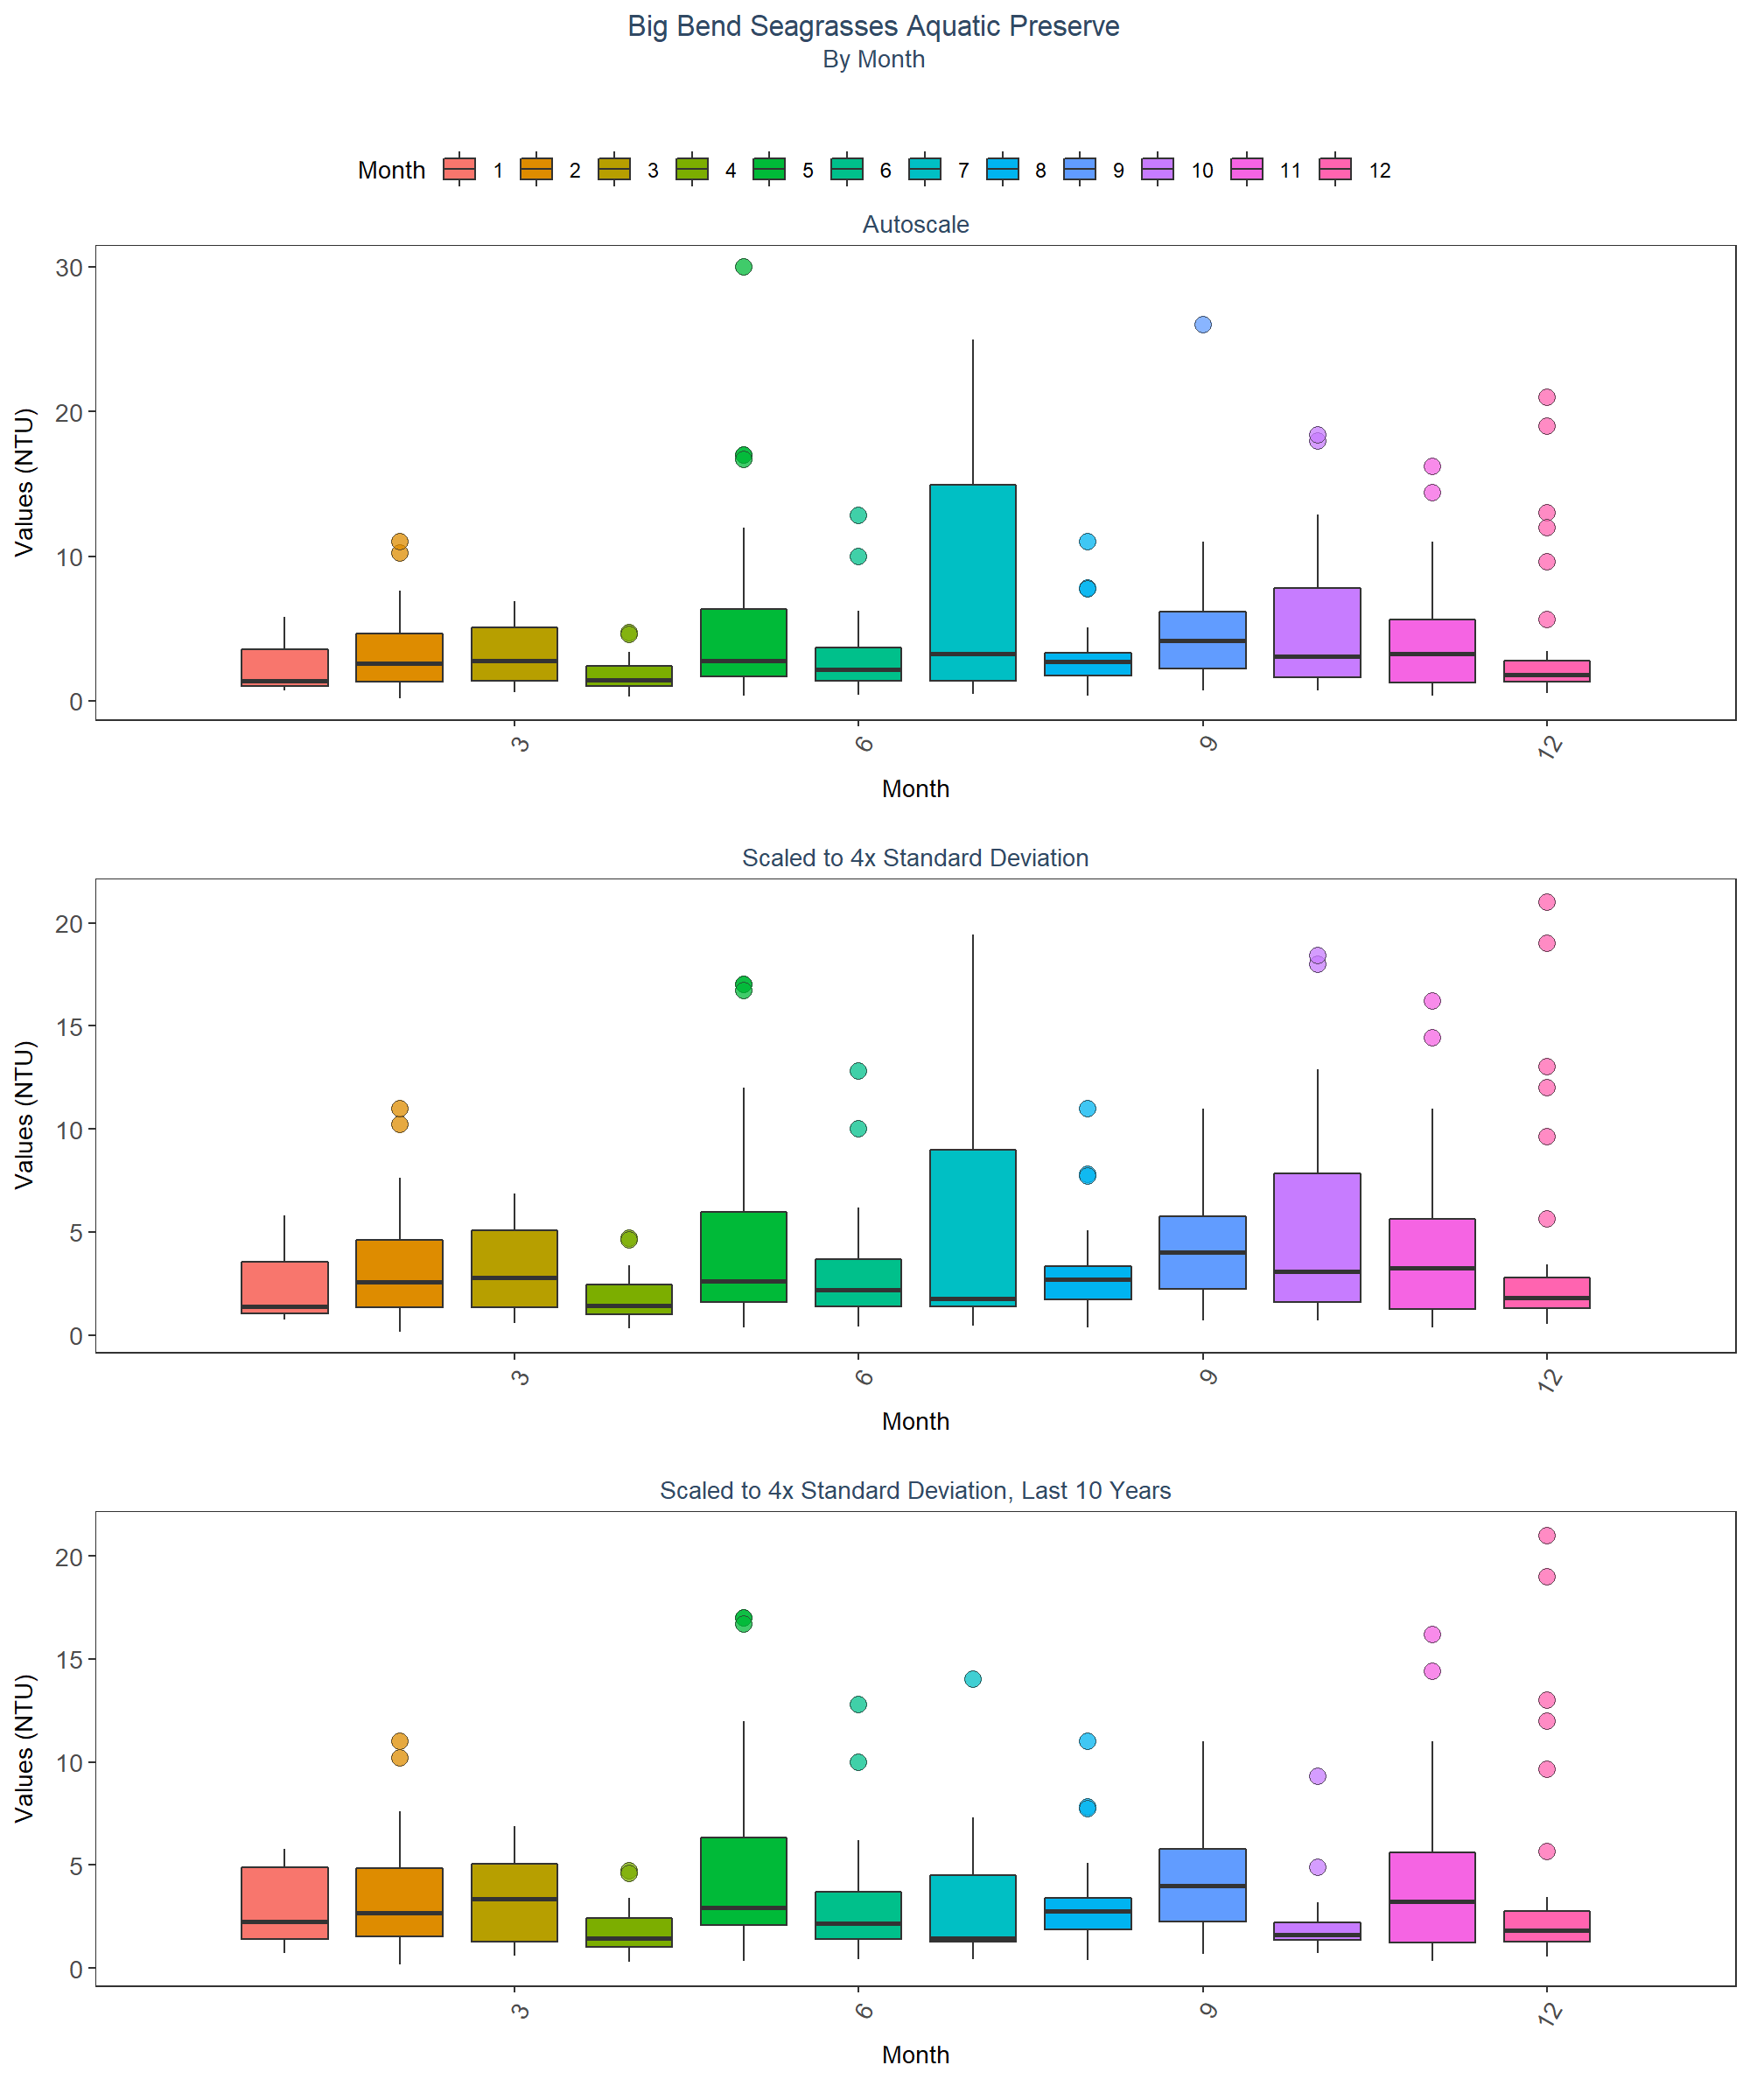 Big Bend Seagrasses Aquatic Preserve
By Month
Month 1 2 3 4 5 6 7 8 9 10 11 12
Autoscale
Values (NTU)
30
20
10
0
3 6 9 12
Month
Scaled to 4x Standard Deviation
Values (NTU)
20
15
10
5
0
3 6 9 12
Month
Scaled to 4x Standard Deviation, Last 10 Years
Values (NTU)
20
15
10
5
0
3 6 9 12
Month